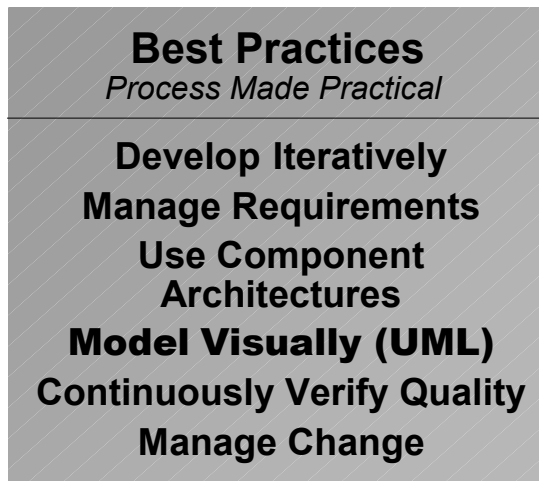 Best Practices
Process Made Practical
Develop Iteratively
Manage Requirements
Use Component
Architectures
Model Visually (UML)
Continuously Verify Quality
Manage Change